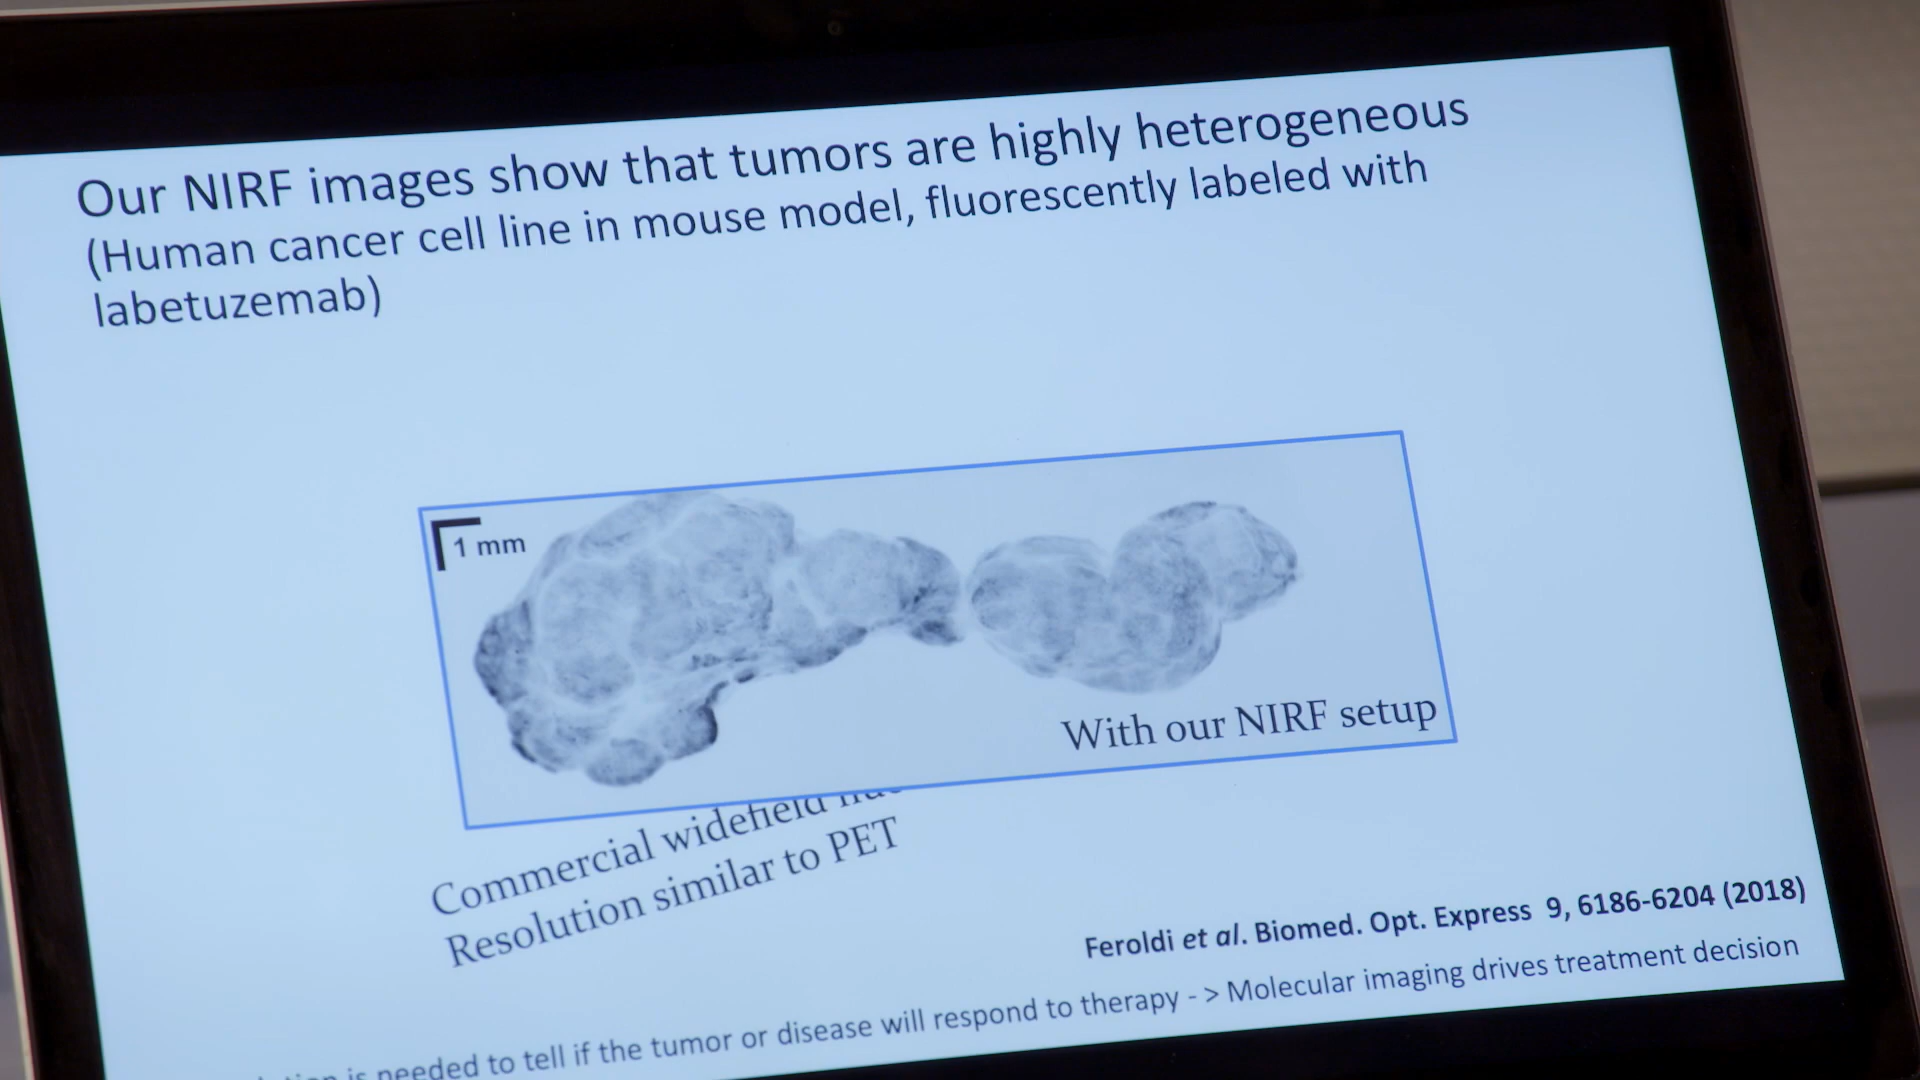 Our NIRF images show that tumors are highly heterogeneous
(Human cancer cell line in mouse model, fluorescently labeled with
labetuzemab)
1 mm
With our NIRF setup
Commercial widefield
Resolution similar to PET
Feroldi et al. Biomed. Opt. Express 9, 6186-6204 (2018)
is needed to tell if the tumor or disease will respond to therapy - > Molecular imaging drives treatment decision